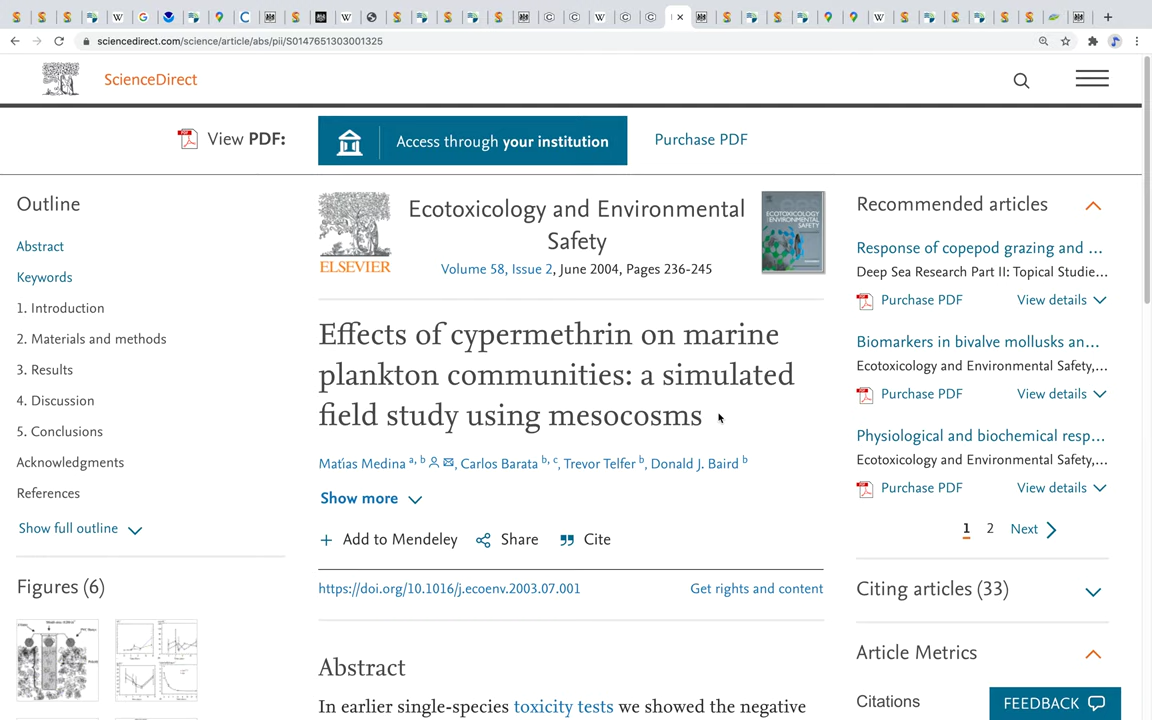 sciencedirect.com/science/article/abs/pii/S0147651303001325
ScienceDirect
View PDF:
Access through your institution
Purchase PDF
Outline
Abstract
Keywords
1. Introduction
2. Materials and methods
3. Results
4. Discussion
5. Conclusions
Acknowledgments
References
Show full outline
Figures (6)
ELSEVIER
Ecotoxicology and Environmental
Safety
Volume 58, Issue 2, June 2004, Pages 236-245
ECOTOXICOLOGY AND
ENVIRONMENTAL
SAFETY
Effects of cypermethrin on marine
plankton communities: a simulated
field study using mesocosms
Matías Medina a, b, Carlos Barata b, c, Trevor Telfer b, Donald J. Baird b
Show more
Add to Mendeley
Share
Cite
https://doi.org/10.1016/j.ecoenv.2003.07.001
Get rights and content
Abstract
In earlier single-species toxicity tests we showed the negative
Recommended articles
Response of copepod grazing and ...
Deep Sea Research Part II: Topical Studie...
Purchase PDF
View details
Biomarkers in bivalve mollusks an...
Ecotoxicology and Environmental Safety,...
Purchase PDF
View details
Physiological and biochemical resp...
Ecotoxicology and Environmental Safety,...
Purchase PDF
View details
1 2 Next
Citing articles (33)
Article Metrics
Citations
FEEDBACK